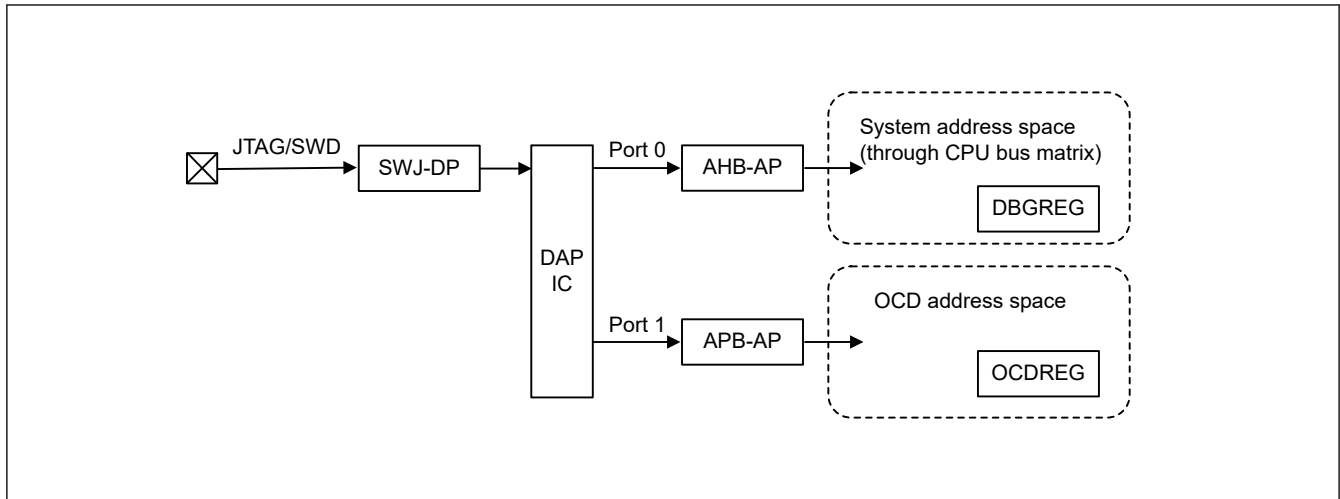 JTAG/SWD
SWJ-DP
DAP
IC
Port 0
AHB-AP
System address space
(through CPU bus matrix)
DBGREG
Port 1
APB-AP
OCD address space
OCDREG